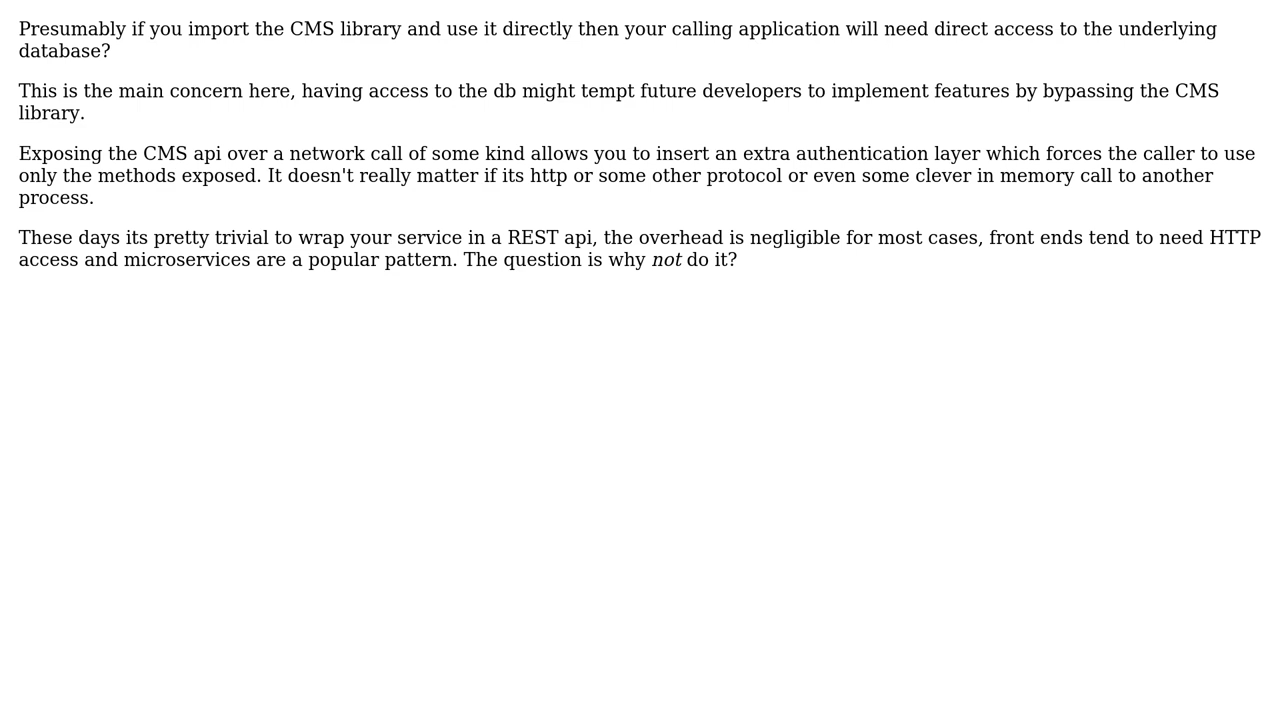 Presumably if you import the CMS library and use it directly then your calling application will need direct access to the underlying
database?
This is the main concern here, having access to the db might tempt future developers to implement features by bypassing the CMS
library.
Exposing the CMS api over a network call of some kind allows you to insert an extra authentication layer which forces the caller to use
only the methods exposed. It doesn't really matter if its http or some other protocol or even some clever in memory call to another
process.
These days its pretty trivial to wrap your service in a REST api, the overhead is negligible for most cases, front ends tend to need HTTP
access and microservices are a popular pattern. The question is why not do it?